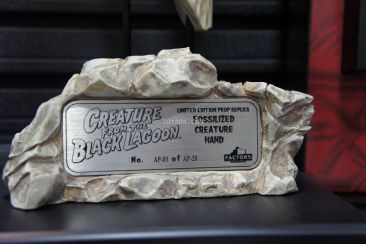 CREATURE
FROM THE
BLACK LAGOON
LIMITED EDITION PROP REPLICA
FOSSILIZED
CREATURE
HAND
No. AP-03 of AP-20
FACTORY